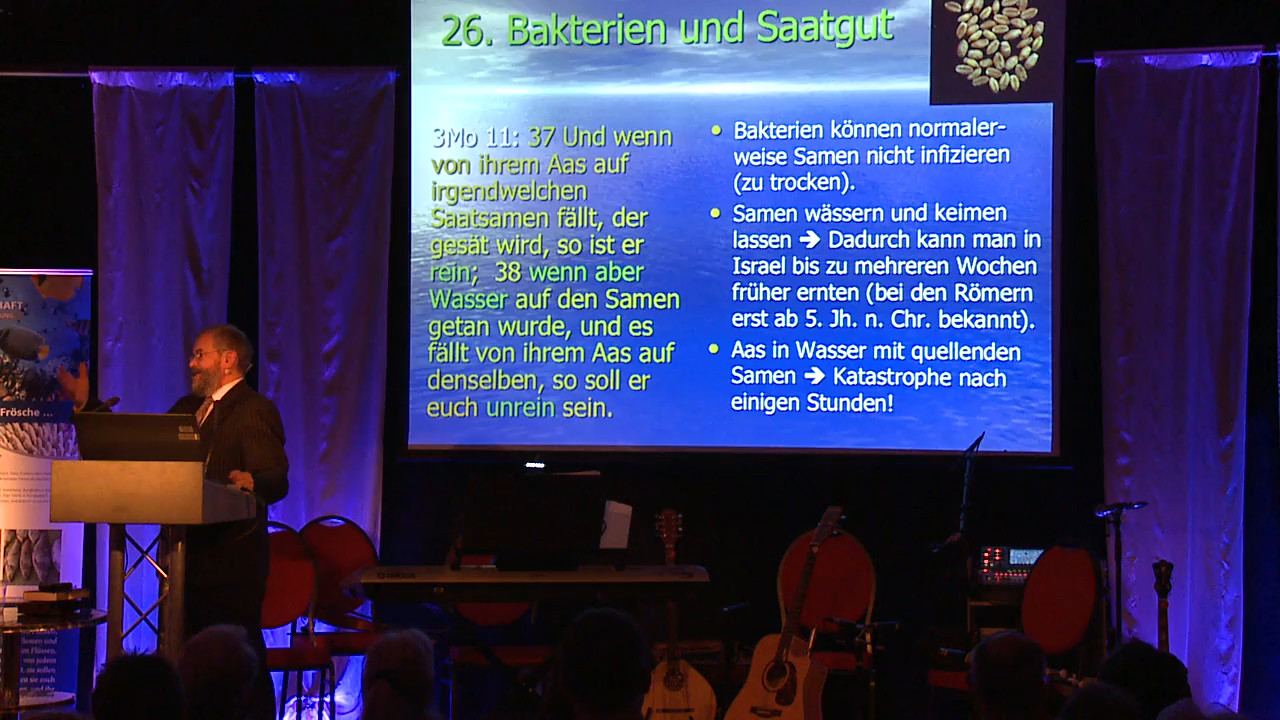 26. Bakterien und Saatgut
3Mo 11: 37 Und wenn
von ihrem Aas auf
irgendwelchen
Saatsamen fällt, der
gesät wird, so ist er
rein;  38 wenn aber
Wasser auf den Samen
getan wurde, und es
fällt von ihrem Aas auf
denselben, so soll er
euch unrein sein.
• Bakterien können normaler-
weise Samen nicht infizieren
(zu trocken).
• Samen wässern und keimen
lassen ➔ Dadurch kann man in
Israel bis zu mehreren Wochen
früher ernten (bei den Römern
erst ab 5. Jh. n. Chr. bekannt).
• Aas in Wasser mit quellenden
Samen ➔ Katastrophe nach
einigen Stunden!
HAFT
Frösche ...
YAMAHA